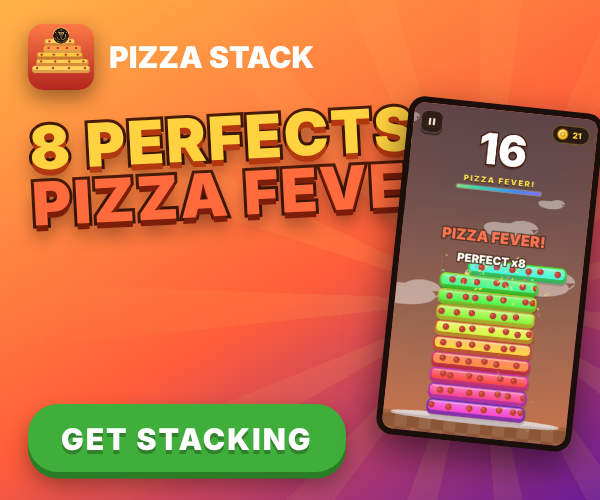 PIZZA STACK
8 PERFECTS
PIZZA FEVE
21
16
PIZZA FEVER!
PIZZA FEVER!
PERFECT x8
GET STACKING